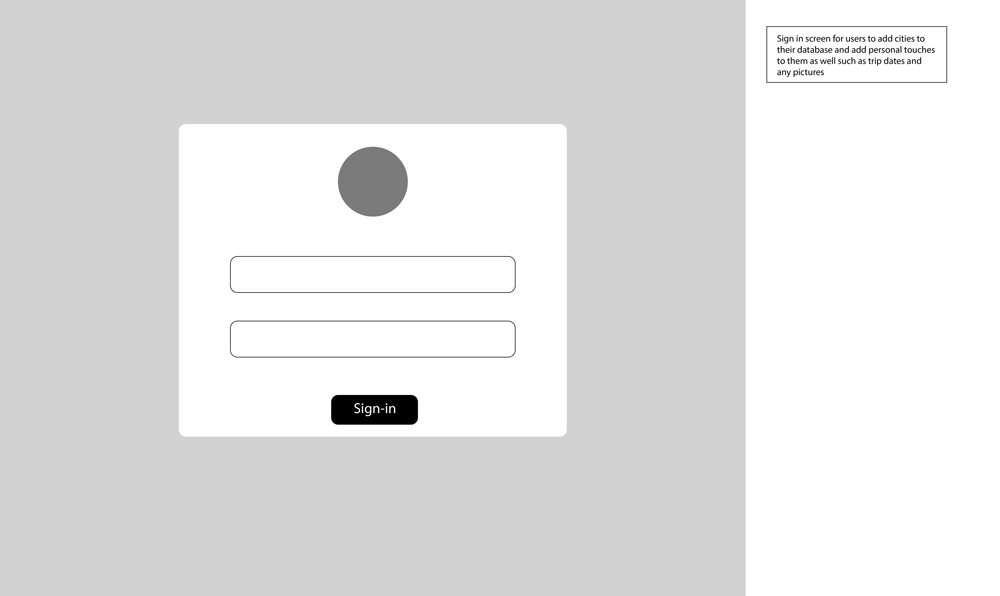 Sign in screen for users to add cities to
their database and add personal touches
to them as well such as trip dates and
any pictures
Sign-in